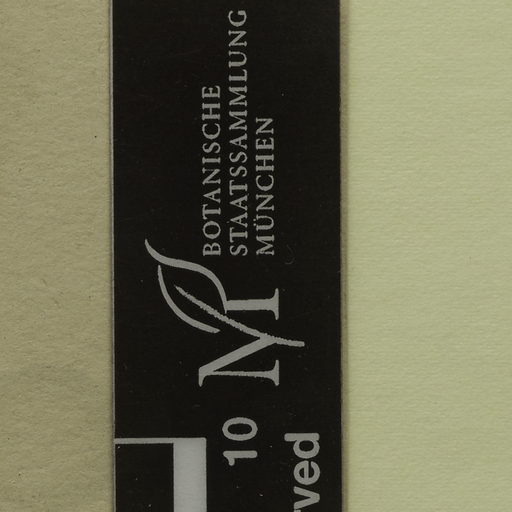 BOTANISCHE
STAATSSAMMLUNG
MÜNCHEN
M
10
rved